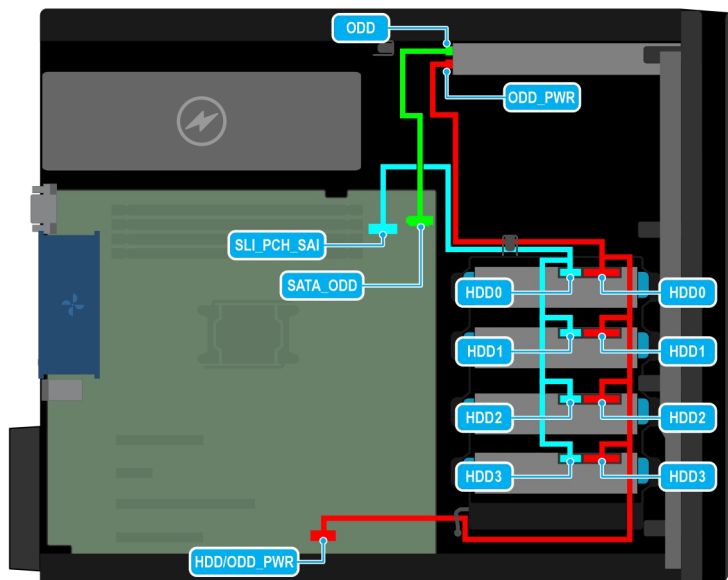 ODD
ODD_PWR
SLI_PCH_SAI
SATA_ODD
HDD0
HDD0
HDD1
HDD1
HDD2
HDD2
HDD3
HDD3
HDD/ODD_PWR